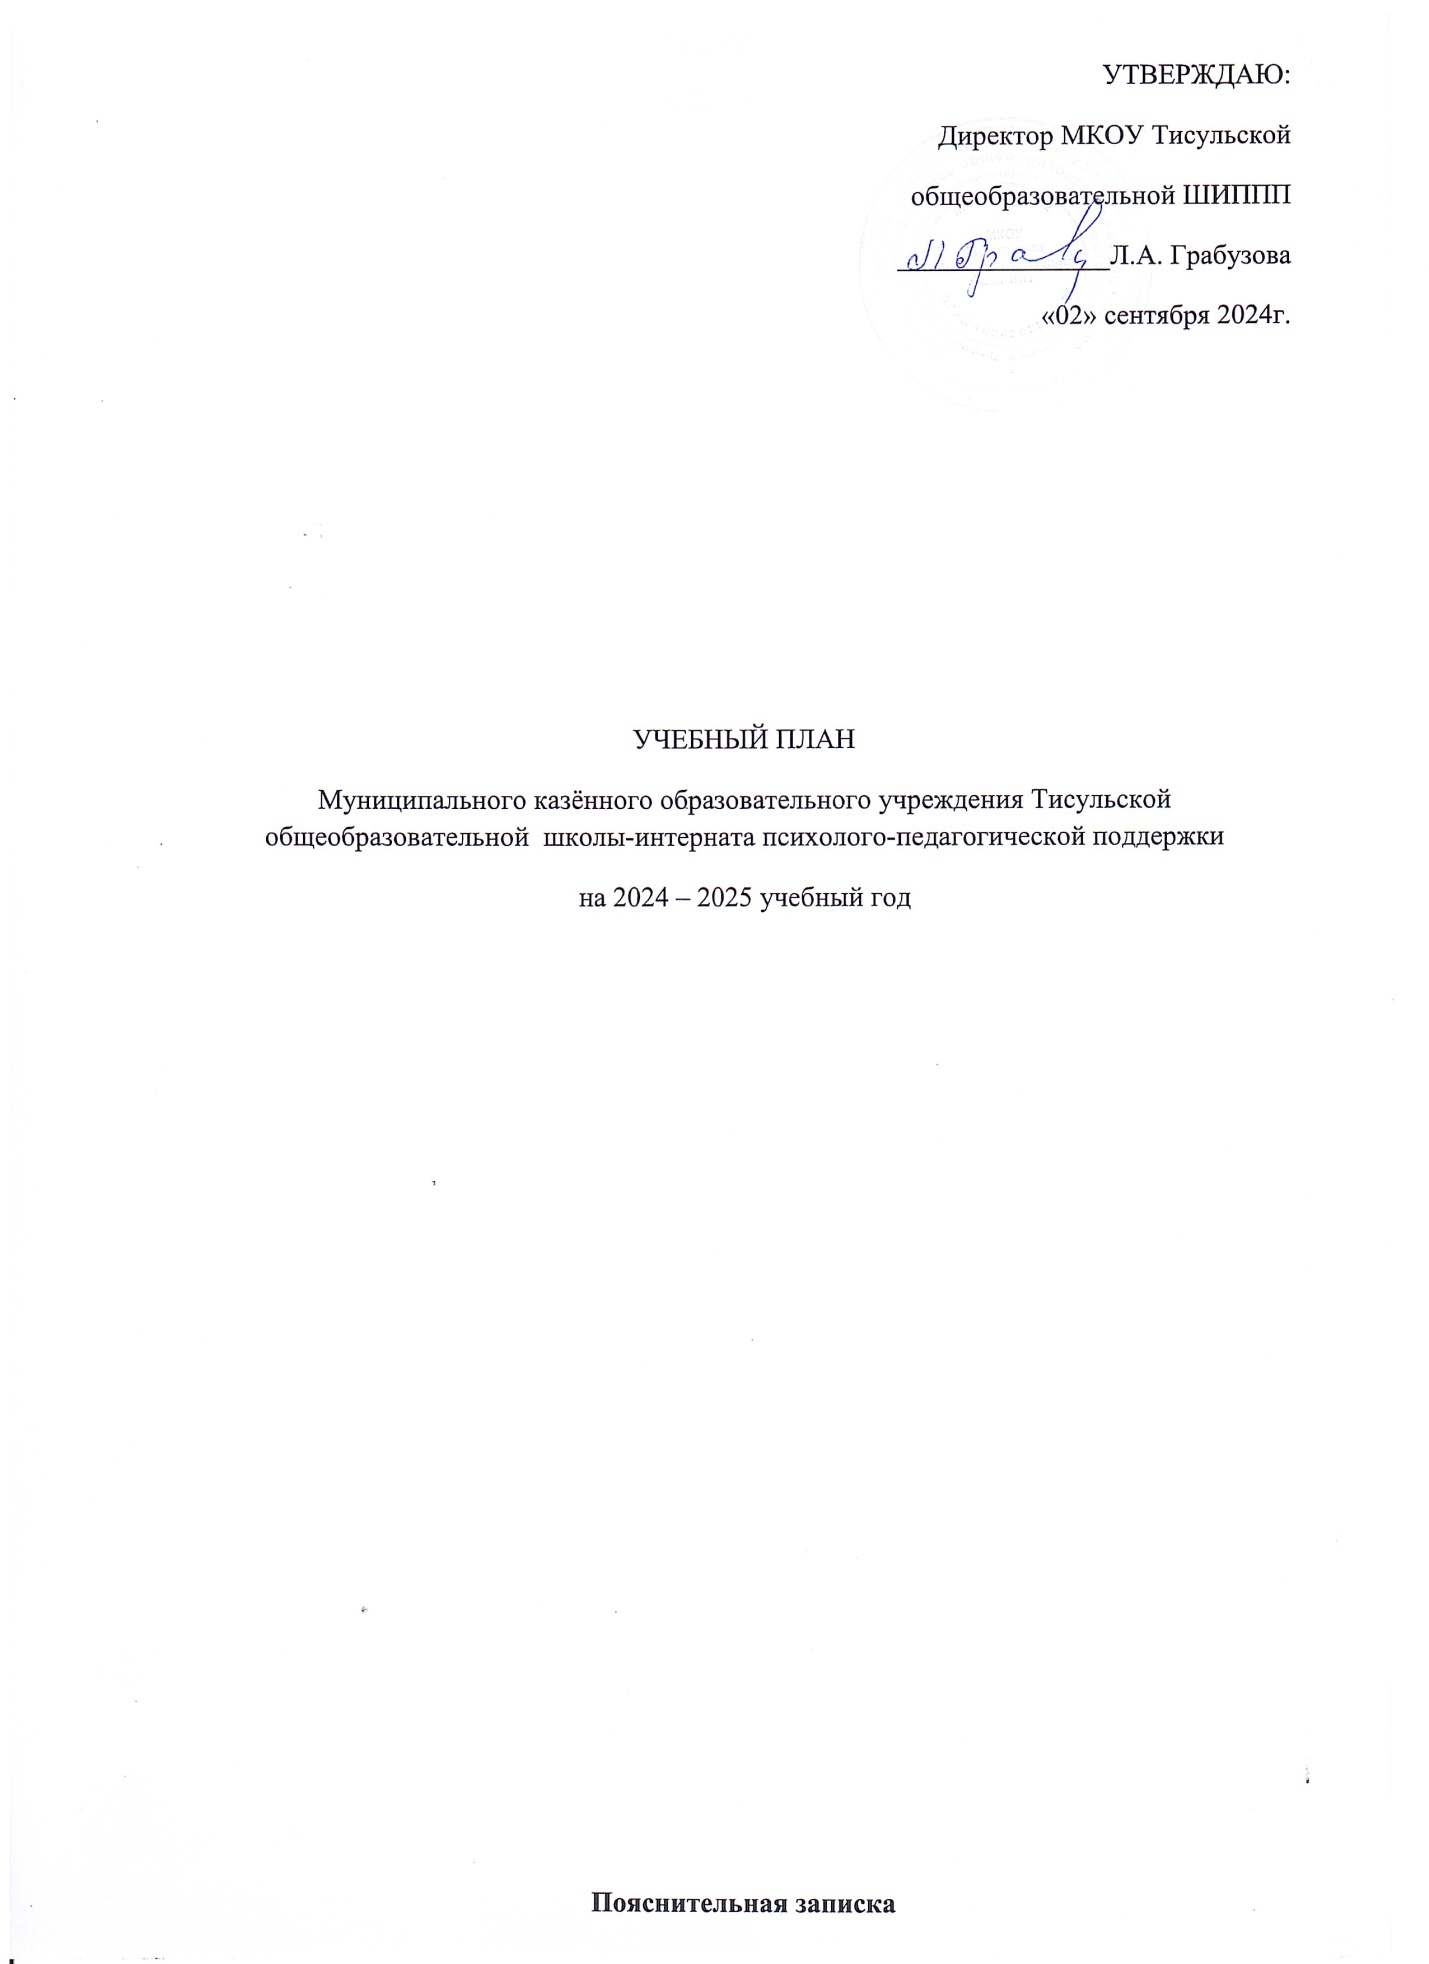 УТВЕРЖДАЮ:
Директор МКОУ Тисульской
общеобразовательной ШИППП
Л.А. Грабузова
«02» сентября 2024г.
МКОУ
УЧЕБНЫЙ ПЛАН
Муниципального казённого образовательного учреждения Тисульской
общеобразовательной школы-интерната психолого-педагогической поддержки
на 2024 – 2025 учебный год
Пояснительная записка